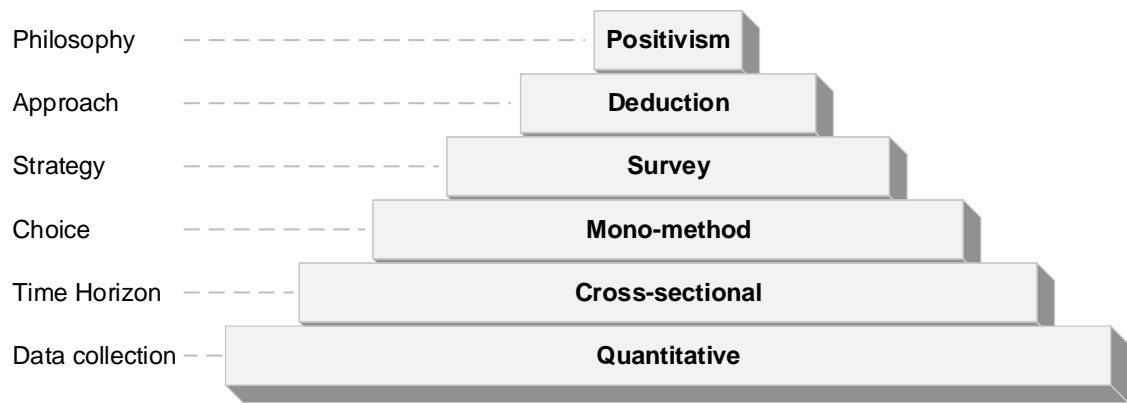 Philosophy Positivism
Approach Deduction
Strategy Survey
Choice Mono-method
Time Horizon Cross-sectional
Data collection Quantitative